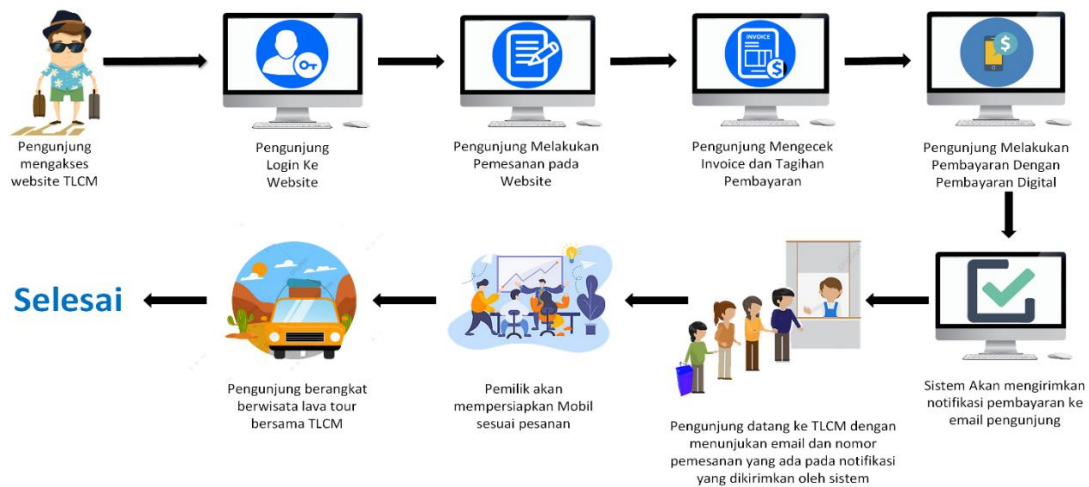 INVOICE
Pengunjung
mengakses
website TLCM
Pengunjung
Login Ke
Website
Pengunjung Melakukan
Pemesanan pada
Website
Pengunjung Mengecek
Invoice dan Tagihan
Pembayaran
Pengunjung Melakukan
Pembayaran Dengan
Pembayaran Digital
Sistem Akan mengirimkan
notifikasi pembayaran ke
email pengunjung
Pengunjung datang ke TLCM dengan
menunjukan email dan nomor
pemesanan yang ada pada notifikasi
yang dikirimkan oleh sistem
Pemilik akan
mempersiapkan Mobil
sesuai pesanan
Pengunjung berangkat
berwisata lava tour
bersama TLCM
Selesai